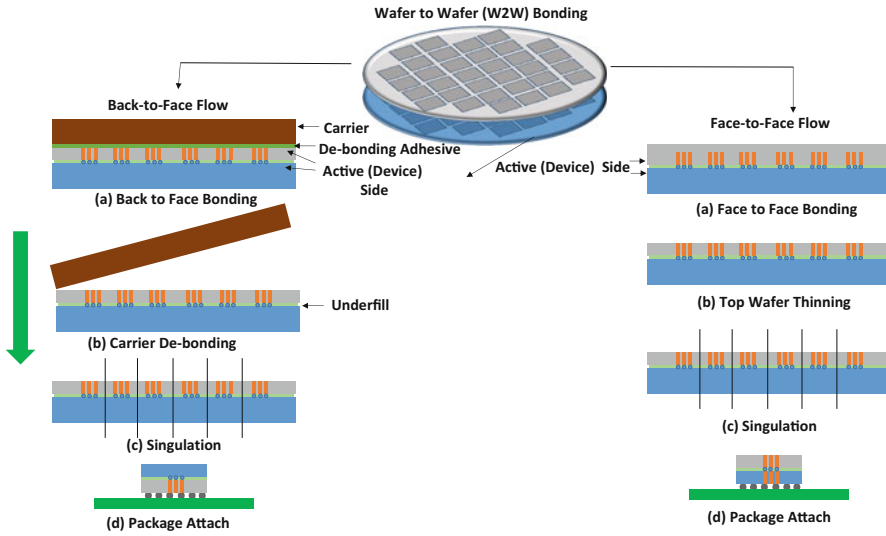 Wafer to Wafer (W2W) Bonding
Back-to-Face Flow
Carrier
De-bonding Adhesive
Active (Device)
Side
(a) Back to Face Bonding
Underfill
(b) Carrier De-bonding
(c) Singulation
(d) Package Attach
Face-to-Face Flow
Active (Device) Side
(a) Face to Face Bonding
(b) Top Wafer Thinning
(c) Singulation
(d) Package Attach